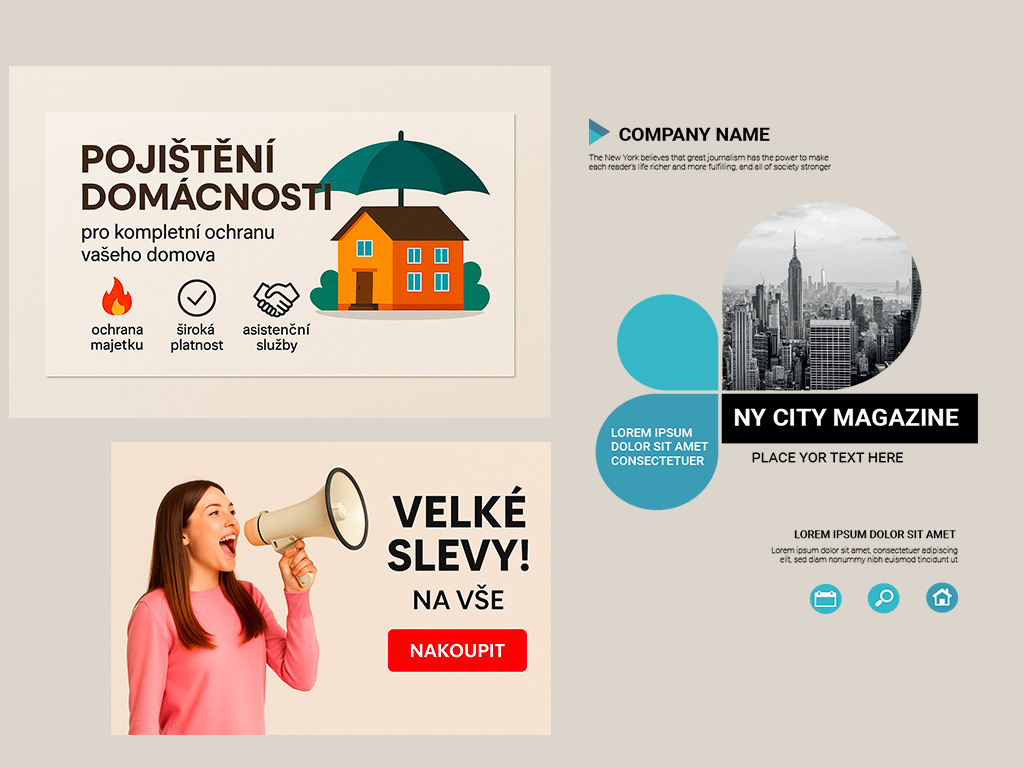 POJIŠTĚNÍ
DOMÁCNOSTI
pro kompletní ochranu
vašeho domova
ochrana
majetku
široká
platnost
asistenční
služby
VELKÉ
SLEVY!
NA VŠE
NAKOUPIT
COMPANY NAME
The New York believes that great journalism has the power to make
each reader's life richer and more fulfilling, and all of society stronger
LOREM IPSUM
DOLOR SIT AMET
CONSECTETUER
NY CITY MAGAZINE
PLACE YOR TEXT HERE
LOREM IPSUM DOLOR SIT AMET
Lorem ipsum dolor sit amet, consectetuer adipiscing
elit, sed diam nonummy nibh euismod tincidunt ut